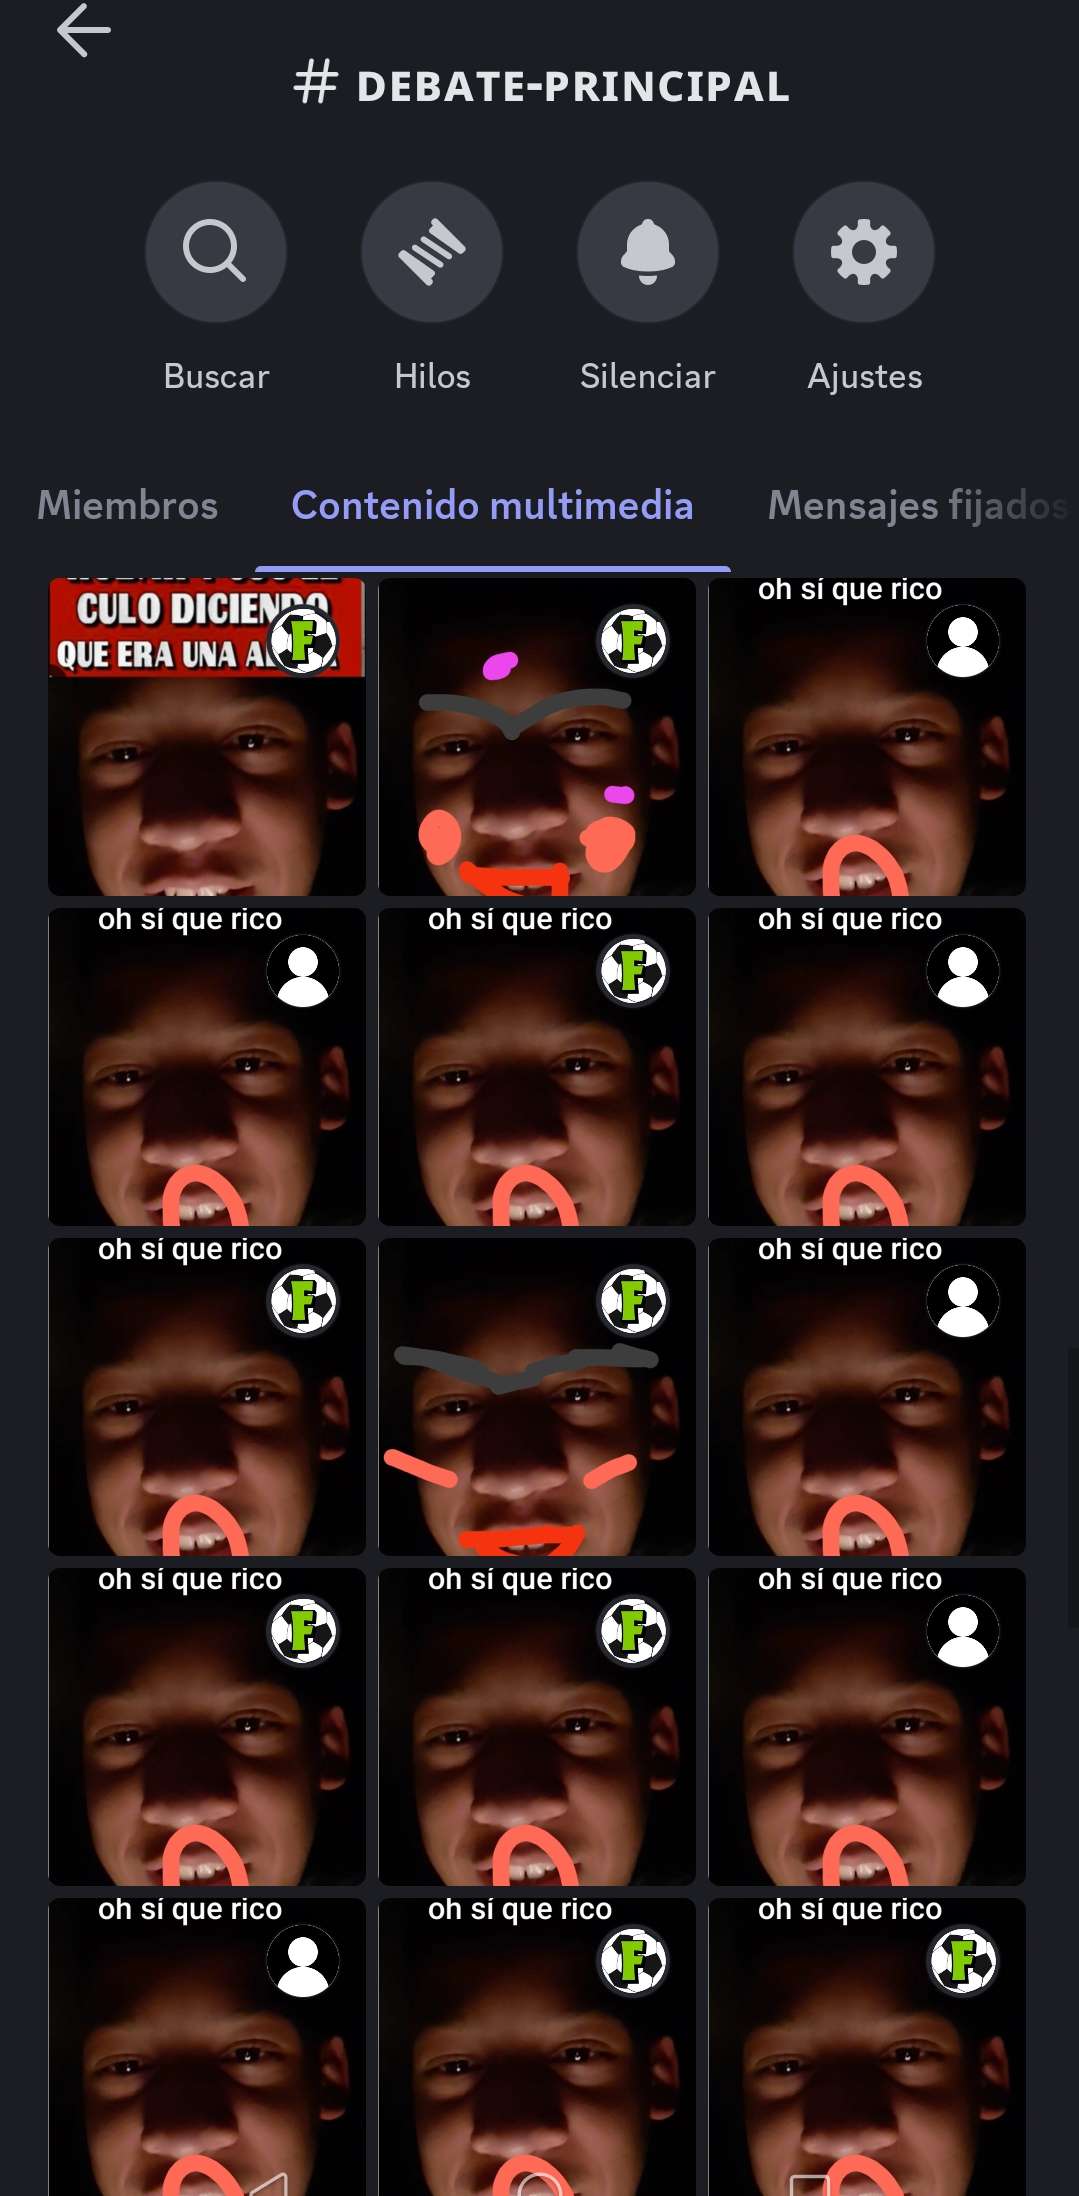 # DEBATE-PRINCIPAL
Buscar
Hilos
Silenciar
Ajustes
Miembros
Contenido multimedia
Mensajes fijados
CULO DICIENDO
QUE ERA UNA
F
F
oh sí que rico
oh sí que rico
oh sí que rico
F
oh sí que rico
oh sí que rico
F
F
oh sí que rico
oh sí que rico
F
oh sí que rico
F
oh sí que rico
oh sí que rico
oh sí que rico
F
oh sí que rico
F